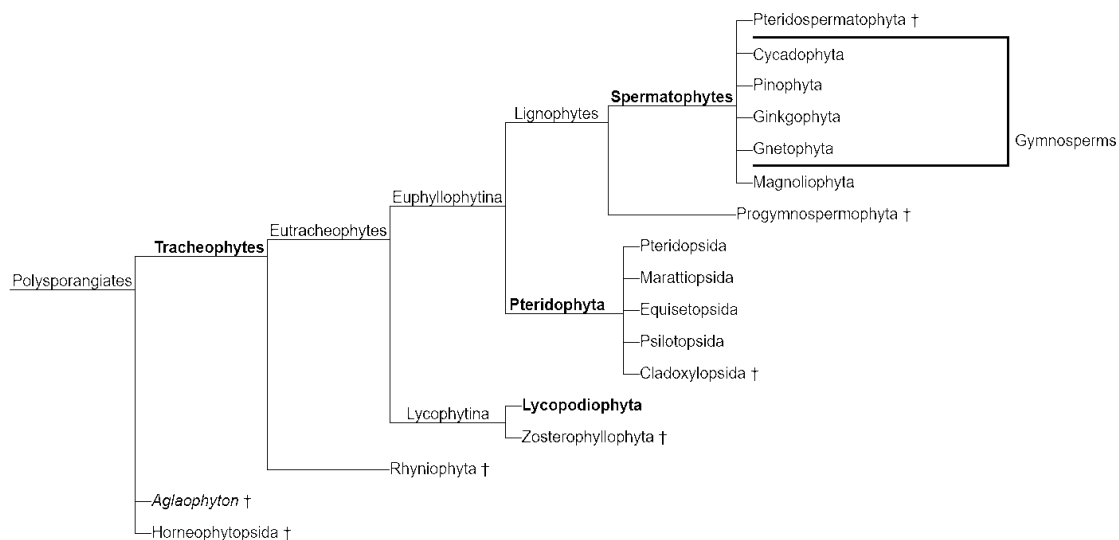 Pteridospermatophyta †
Cycadophyta
Pinophyta
Spermatophytes
Lignophytes
Ginkgophyta
Gymnosperms
Gnetophyta
Magnoliophyta
Euphyllophytina
Progymnospermophyta †
Eutracheophytes
Tracheophytes
Pteridopsida
Polysporangiates
Marattiopsida
Pteridophyta
Equisetopsida
Psilotopsida
Cladoxylopsida †
Lycophytina
Lycopodiophyta
Zosterophyllophyta †
Rhyniophyta †
Aglaophyton †
Horneophytopsida †